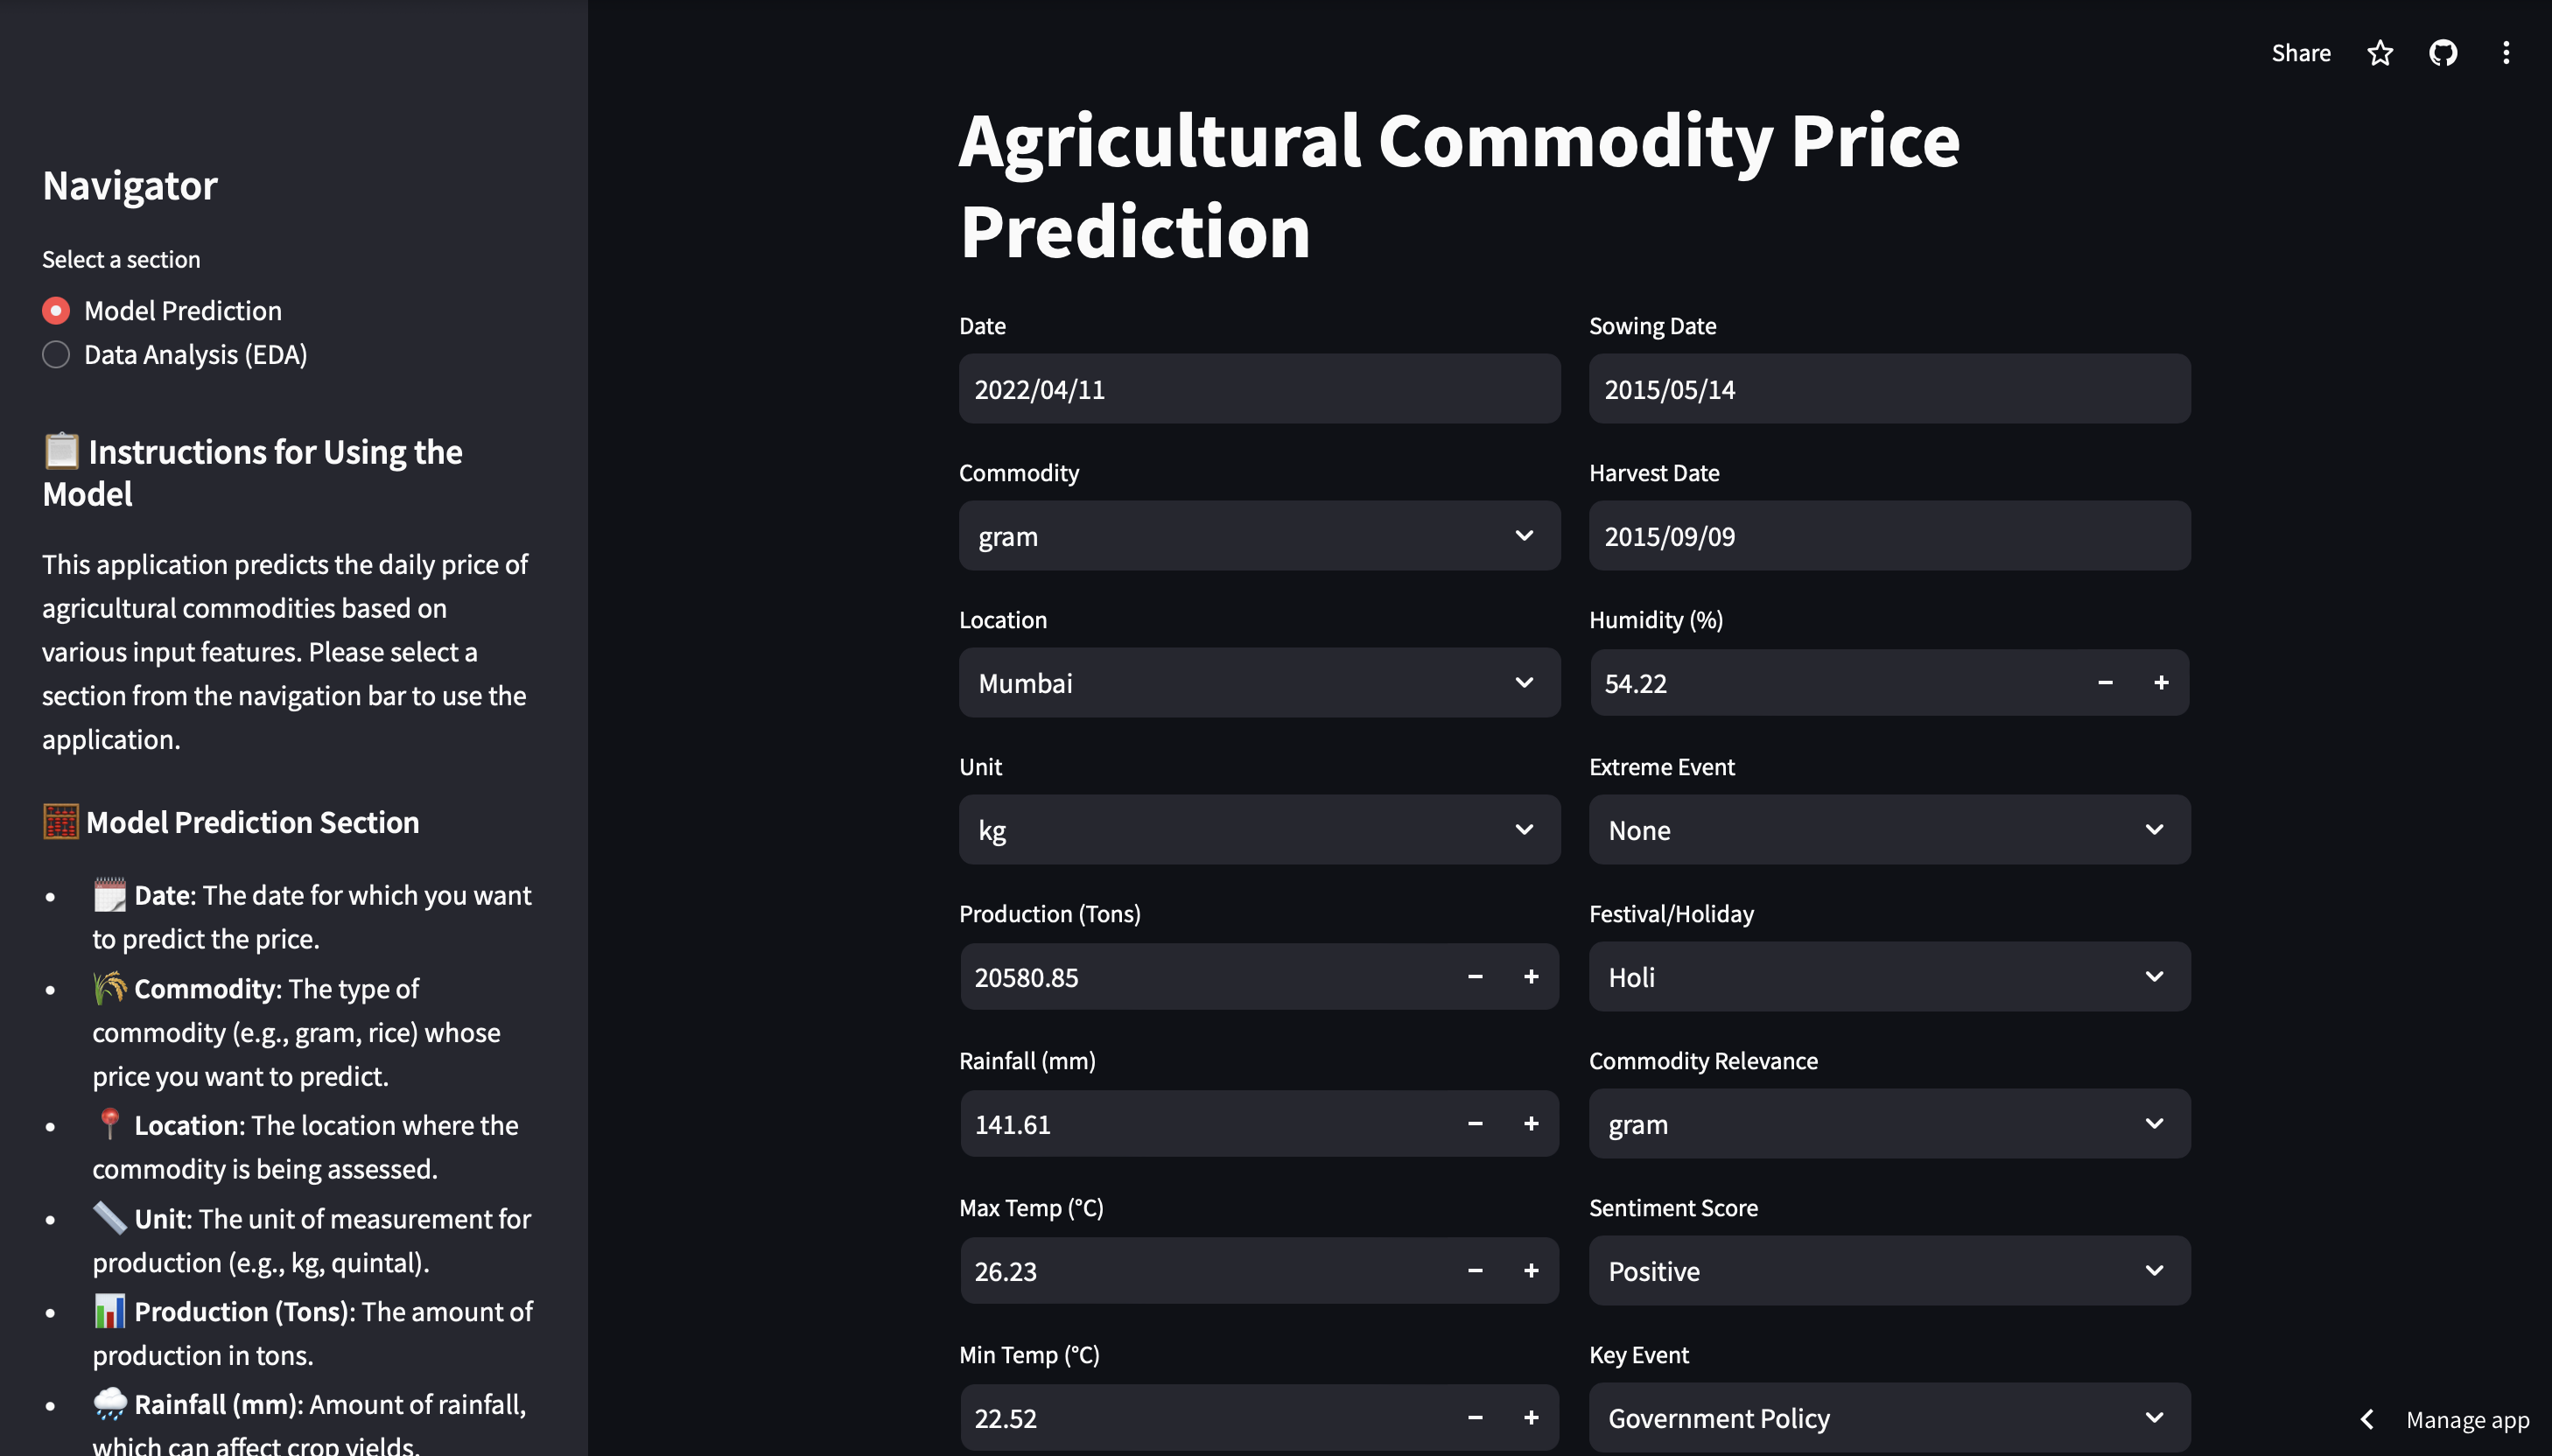 Share
Navigator
Select a section
Model Prediction
Data Analysis (EDA)
Instructions for Using the
Model
This application predicts the daily price of
agricultural commodities based on
various input features. Please select a
section from the navigation bar to use the
application.
Model Prediction Section
• Date: The date for which you want
to predict the price.
• Commodity: The type of
commodity (e.g., gram, rice) whose
price you want to predict.
• Location: The location where the
commodity is being assessed.
• Unit: The unit of measurement for
production (e.g., kg, quintal).
• Production (Tons): The amount of
production in tons.
• Rainfall (mm): Amount of rainfall,
which can affect crop yields.
Agricultural Commodity Price
Prediction
Date
2022/04/11
Commodity
gram
Location
Mumbai
Unit
kg
Production (Tons)
20580.85
Rainfall (mm)
141.61
Max Temp (°C)
26.23
Min Temp (°C)
22.52
Sowing Date
2015/05/14
Harvest Date
2015/09/09
Humidity (%)
54.22
Extreme Event
None
Festival/Holiday
Holi
Commodity Relevance
gram
Sentiment Score
Positive
Key Event
Government Policy
Manage app